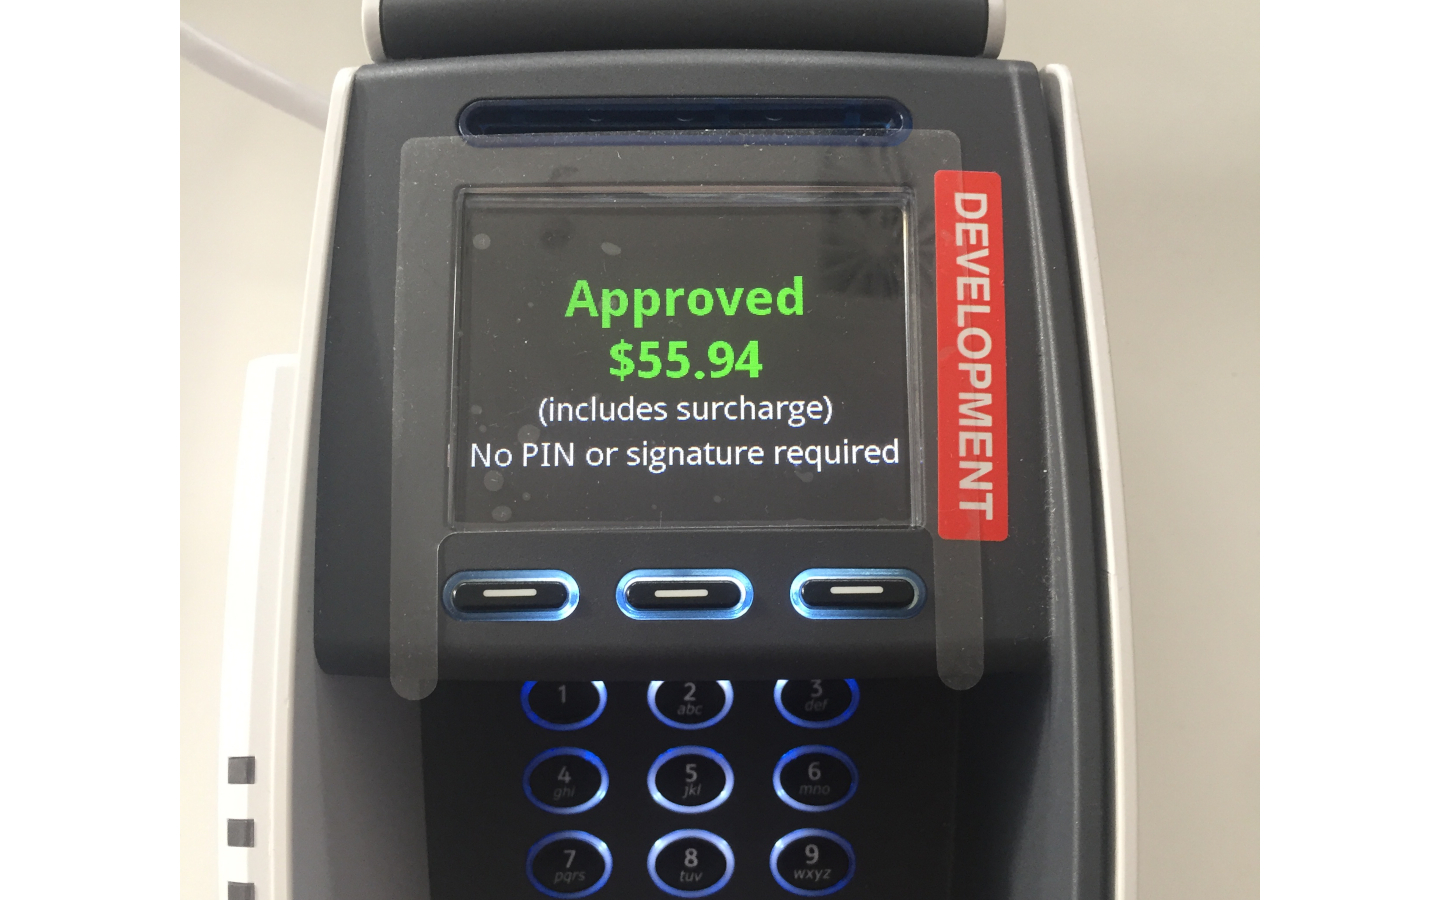 Approved
$55.94
(includes surcharge)
No PIN or signature required
DEVELOPMENT
1
2
abc
3
def
4
ghi
5
jkl
6
mno
7
pqrs
8
tuv
9
wxyz